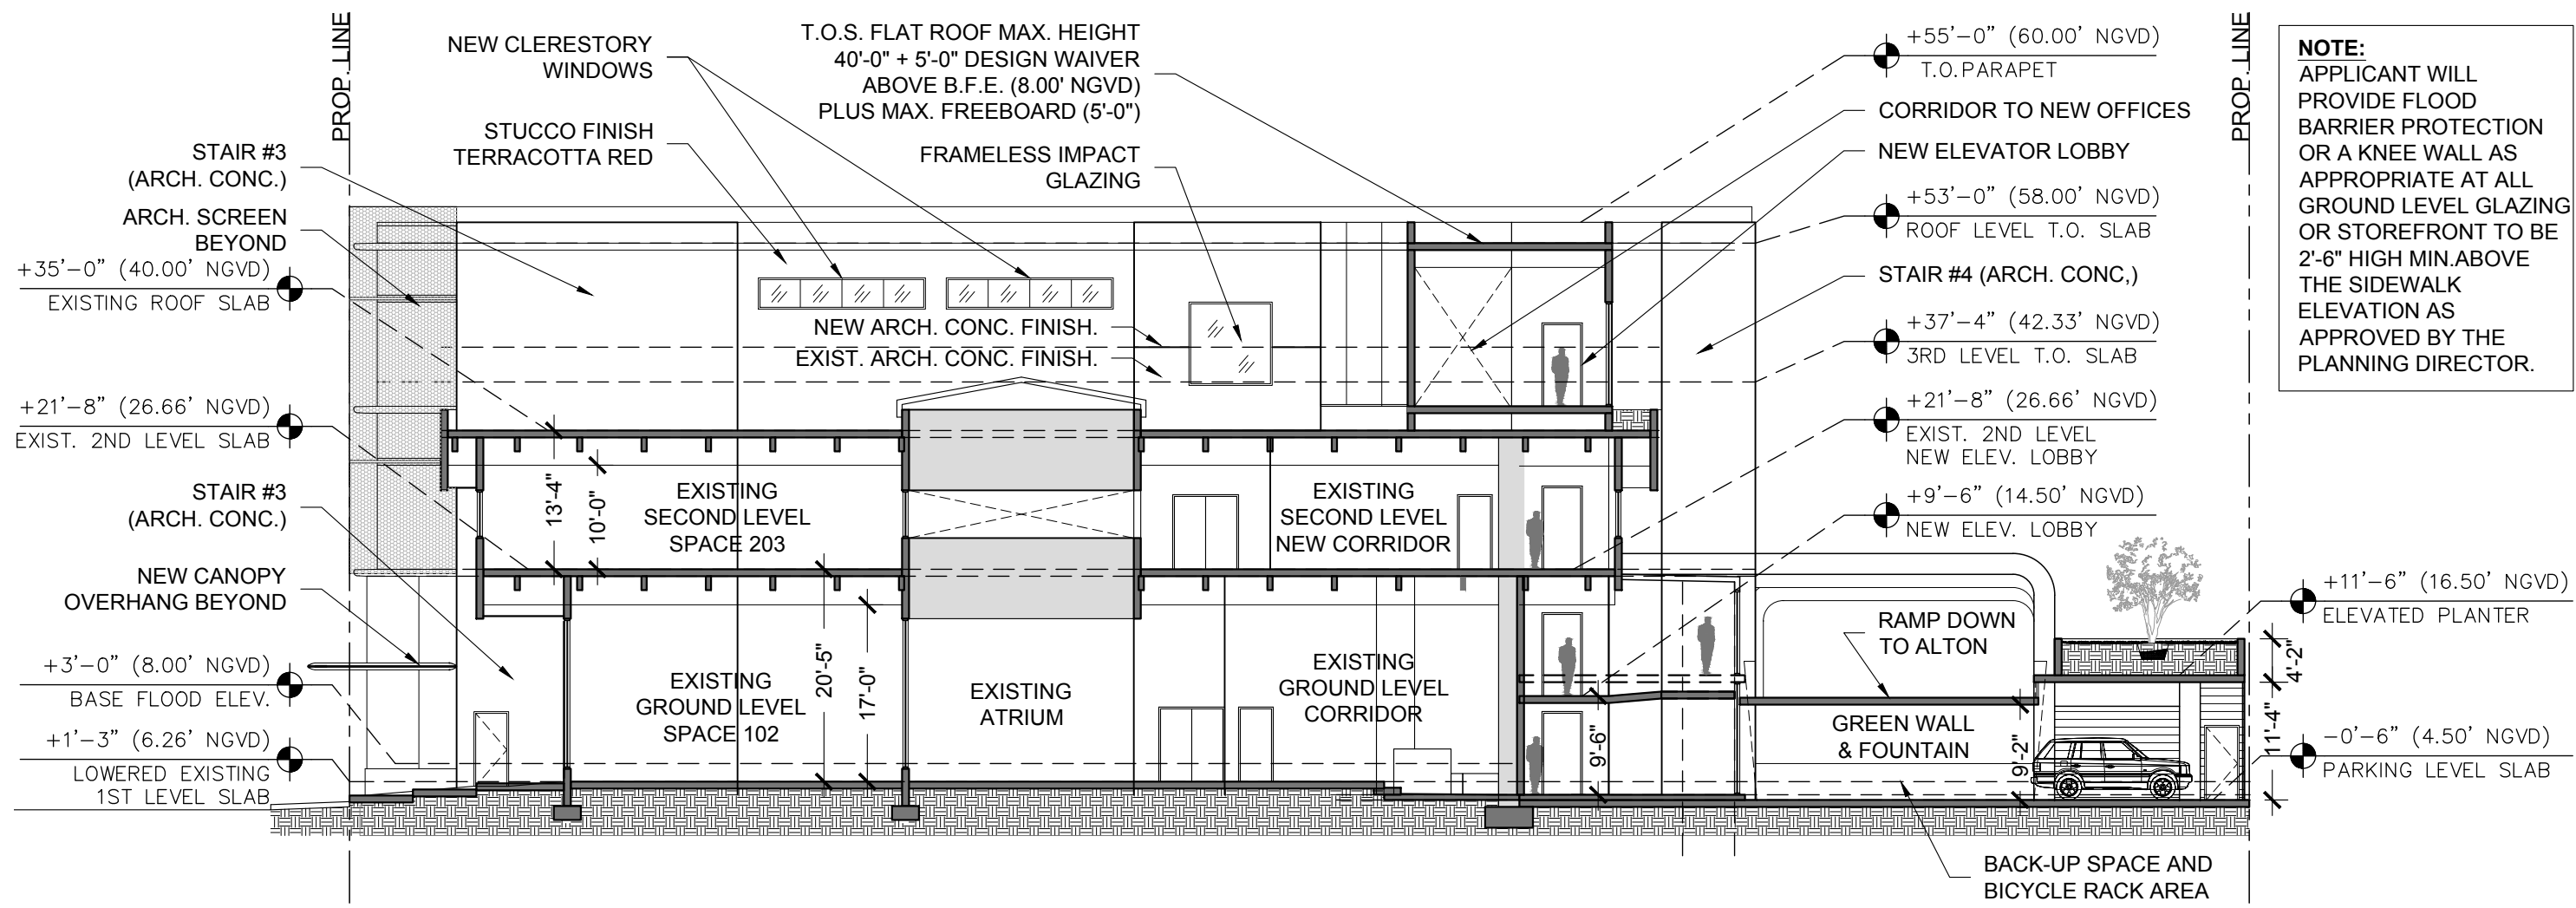 PROP. LINE
NEW CLERESTORY
WINDOWS
STUCCO FINISH
TERRACOTTA RED
T.O.S. FLAT ROOF MAX. HEIGHT
40'-0" + 5'-0" DESIGN WAIVER
ABOVE B.F.E. (8.00' NGVD)
PLUS MAX. FREEBOARD (5'-0")
FRAMELESS IMPACT
GLAZING
STAIR #3
(ARCH. CONC.)
ARCH. SCREEN
BEYOND
+35'-0" (40.00' NGVD)
EXISTING ROOF SLAB
+21'-8" (26.66' NGVD)
EXIST. 2ND LEVEL SLAB
STAIR #3
(ARCH. CONC.)
NEW CANOPY
OVERHANG BEYOND
+3'-0" (8.00' NGVD)
BASE FLOOD ELEV.
+1'-3" (6.26' NGVD)
LOWERED EXISTING
1ST LEVEL SLAB
NEW ARCH. CONC. FINISH.
EXIST. ARCH. CONC. FINISH.
13'-4"
10'-0"
EXISTING
SECOND LEVEL
SPACE 203
EXISTING
SECOND LEVEL
NEW CORRIDOR
EXISTING
GROUND LEVEL
SPACE 102
20'-5"
17'-0"
EXISTING
ATRIUM
EXISTING
GROUND LEVEL
CORRIDOR
9'-6"
RAMP DOWN
TO ALTON
GREEN WALL
& FOUNTAIN
9'-2"
BACK-UP SPACE AND
BICYCLE RACK AREA
+55'-0" (60.00' NGVD)
T.O.PARAPET
CORRIDOR TO NEW OFFICES
NEW ELEVATOR LOBBY
+53'-0" (58.00' NGVD)
ROOF LEVEL T.O. SLAB
STAIR #4 (ARCH. CONC,)
+37'-4" (42.33' NGVD)
3RD LEVEL T.O. SLAB
+21'-8" (26.66' NGVD)
EXIST. 2ND LEVEL
NEW ELEV. LOBBY
+9'-6" (14.50' NGVD)
NEW ELEV. LOBBY
+11'-6" (16.50' NGVD)
ELEVATED PLANTER
4'-2"
11'-4"
-0'-6" (4.50' NGVD)
PARKING LEVEL SLAB
PROP. LINE
NOTE:
APPLICANT WILL
PROVIDE FLOOD
BARRIER PROTECTION
OR A KNEE WALL AS
APPROPRIATE AT ALL
GROUND LEVEL GLAZING
OR STOREFRONT TO BE
2'-6" HIGH MIN.ABOVE
THE SIDEWALK
ELEVATION AS
APPROVED BY THE
PLANNING DIRECTOR.